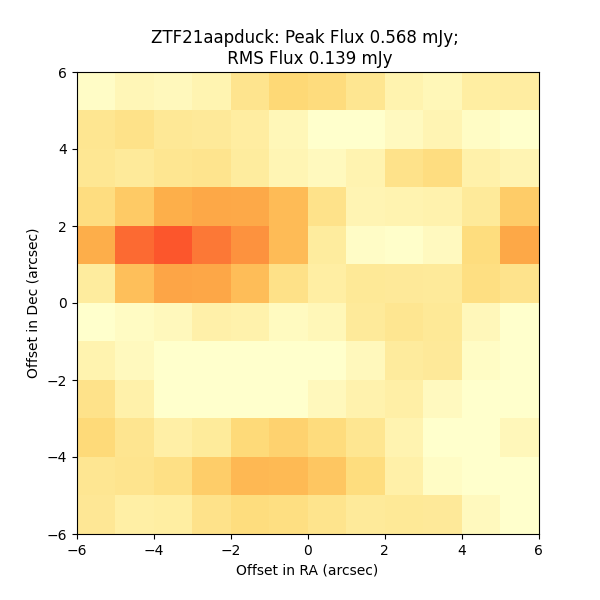 ZTF21aapduck: Peak Flux 0.568 mJy;
RMS Flux 0.139 mJy
6
4
2
0
−2
−4
−6
Offset in Dec (arcsec)
−6 −4 −2 0 2 4 6
Offset in RA (arcsec)